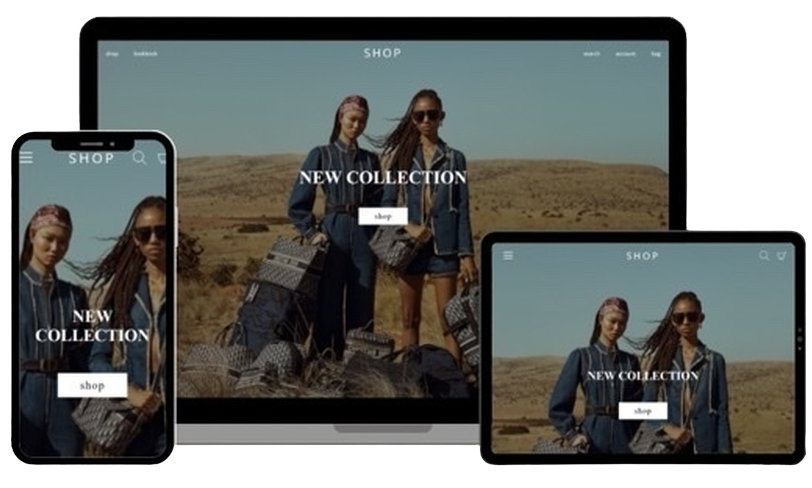 shop lookbook SHOP search account bag
NEW COLLECTION
shop
SHOP
NEW
COLLECTION
shop
SHOP
NEW COLLECTION
shop